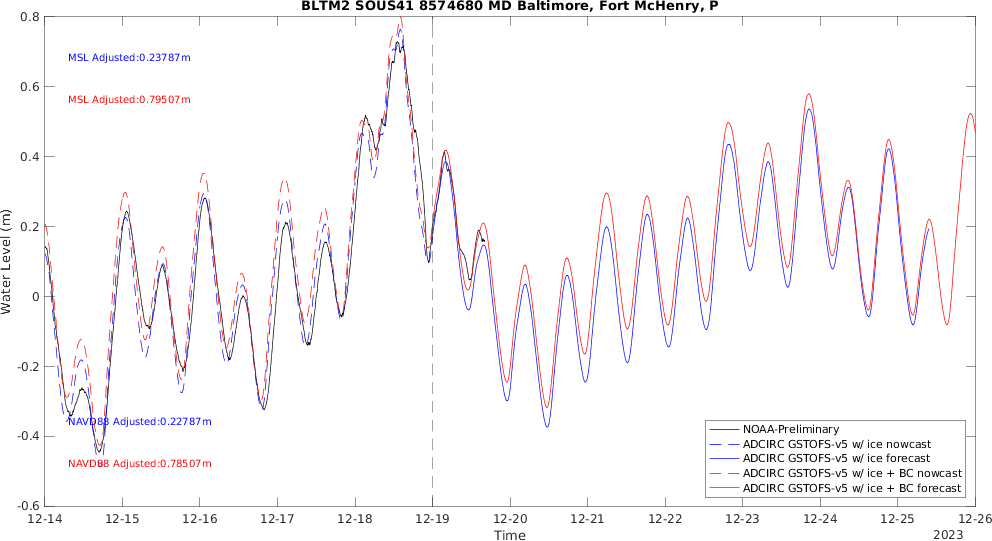 BLTM2 SOUS41 8574680 MD Baltimore, Fort McHenry, P
MSL Adjusted:0.23787m
MSL Adjusted:0.79507m
NAVD88 Adjusted:0.22787m
NAVD88 Adjusted:0.78507m
Water Level (m)
0.8
0.6
0.4
0.2
0
-0.2
-0.4
-0.6
NOAA-Preliminary
ADCIRC GSTOFS-v5 w/ ice nowcast
ADCIRC GSTOFS-v5 w/ ice forecast
ADCIRC GSTOFS-v5 w/ ice + BC nowcast
ADCIRC GSTOFS-v5 w/ ice + BC forecast
12-14 12-15 12-16 12-17 12-18 12-19 12-20 12-21 12-22 12-23 12-24 12-25 12-26
Time
2023